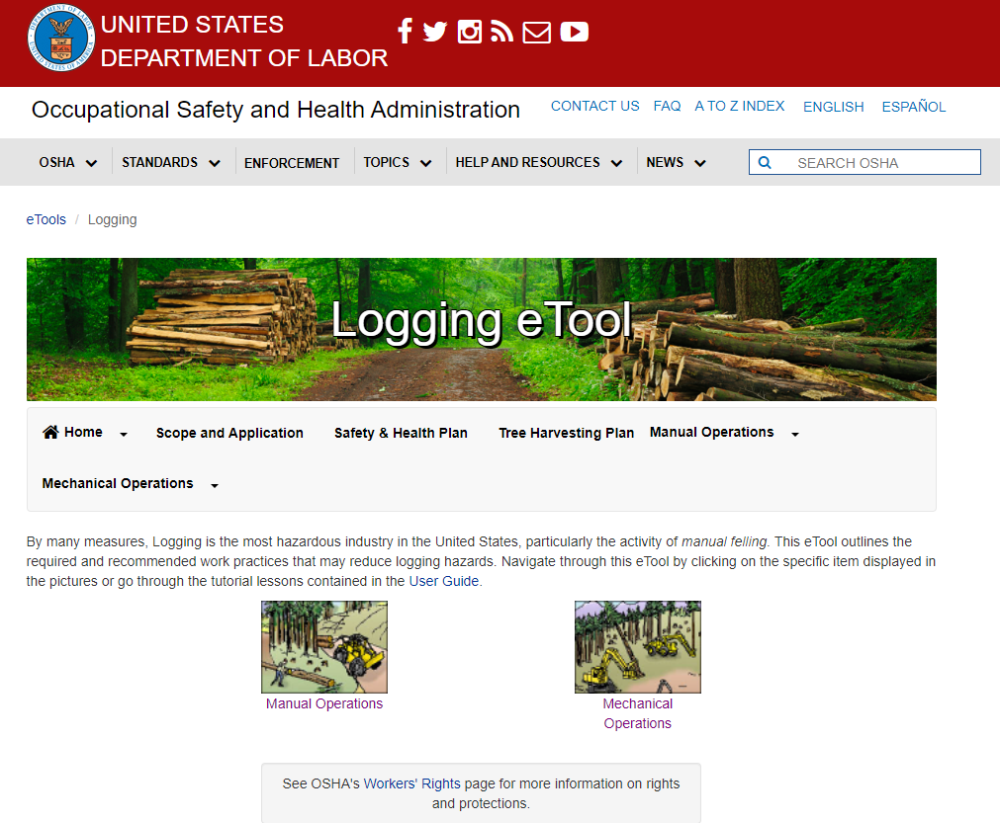 UNITED STATES
DEPARTMENT OF LABOR
Occupational Safety and Health Administration
CONTACT US FAQ A TO Z INDEX ENGLISH ESPAÑOL
OSHA STANDARDS ENFORCEMENT TOPICS HELP AND RESOURCES NEWS SEARCH OSHA
eTools / Logging
Logging eTool
Home Scope and Application Safety & Health Plan Tree Harvesting Plan Manual Operations
Mechanical Operations
By many measures, Logging is the most hazardous industry in the United States, particularly the activity of manual felling. This eTool outlines the
required and recommended work practices that may reduce logging hazards. Navigate through this eTool by clicking on the specific item displayed in
the pictures or go through the tutorial lessons contained in the User Guide.
Manual Operations
Mechanical
Operations
See OSHA's Workers' Rights page for more information on rights
and protections.